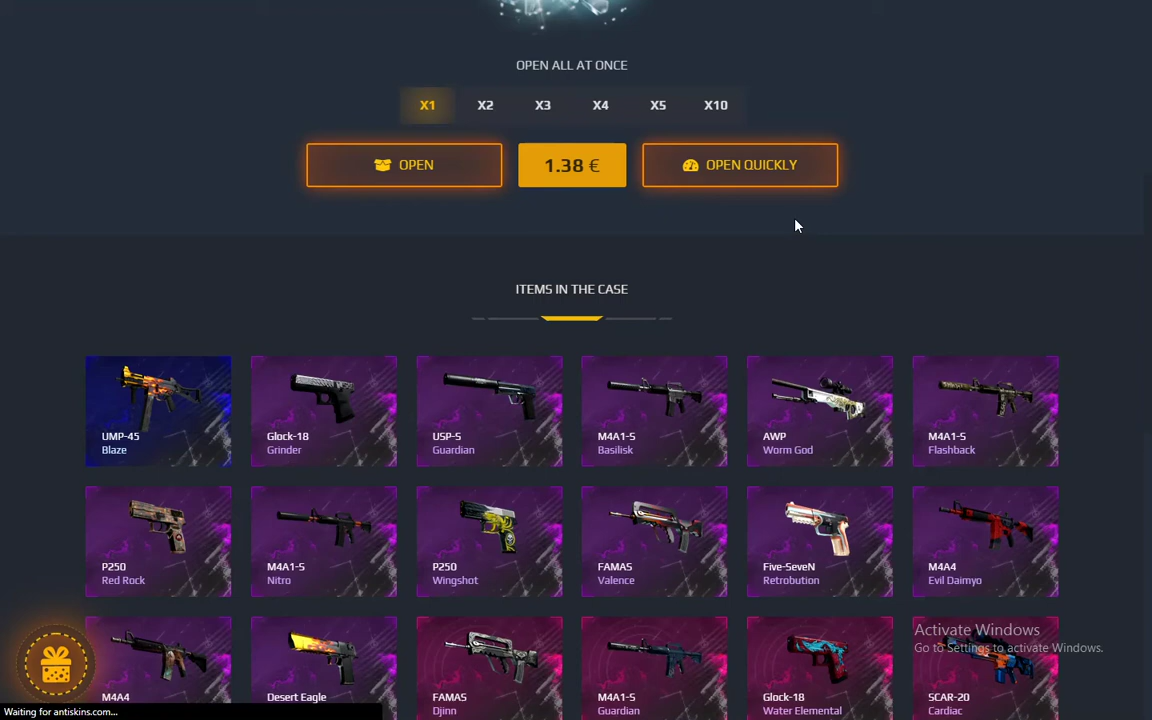 OPEN ALL AT ONCE
X1 X2 X3 X4 X5 X10
OPEN 1.38 € OPEN QUICKLY
ITEMS IN THE CASE
UMP-45 Glock-18 USP-S M4A1-S AWP M4A1-S
Blaze Grinder Guardian Basilisk Worm God Flashback
P250 M4A1-S P250 FAMAS Five-SeveN M4A4
Red Rock Nitro Wingshot Valence Retrobution Evil Daimyo
Activate Windows
Go to Settings to activate Windows.
M4A4 Desert Eagle FAMAS M4A1-S Glock-18 SCAR-20
Djinn Guardian Water Elemental Cardiac
Waiting for antiskins.com...